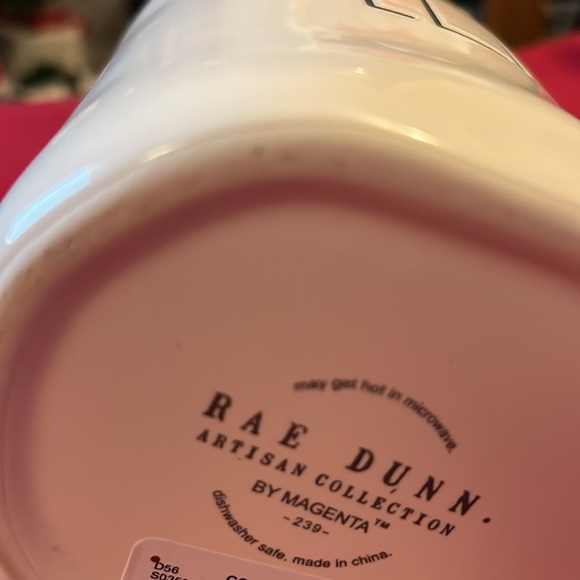 may get hot in microwave.
RAE DUNN.
ARTISAN COLLECTION
BY MAGENTA™
-239-
dishwasher safe. made in china.
D56